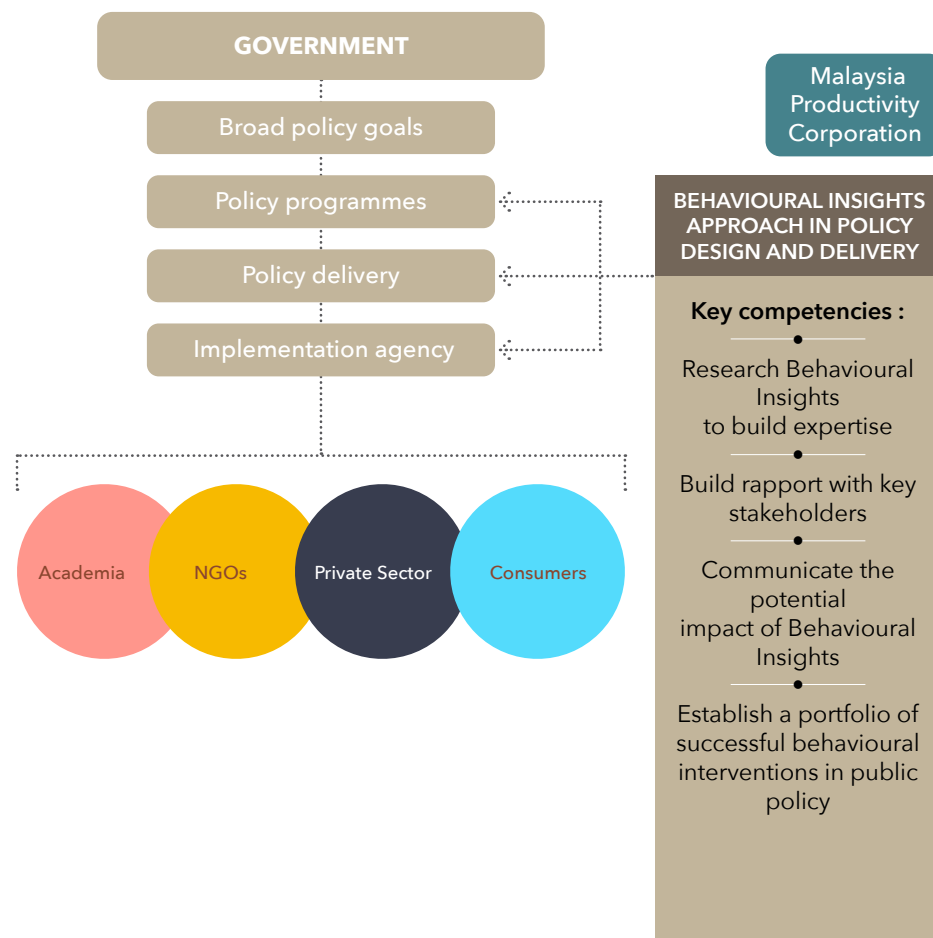 GOVERNMENT
Broad policy goals
Policy programmes
Policy delivery
Implementation agency
Academia
NGOs
Private Sector
Consumers
Malaysia
Productivity
Corporation
BEHAVIOURAL INSIGHTS
APPROACH IN POLICY
DESIGN AND DELIVERY
Key competencies :
Research Behavioural
Insights
to build expertise
Build rapport with key
stakeholders
Communicate the
potential
impact of Behavioural
Insights
Establish a portfolio of
successful behavioural
interventions in public
policy